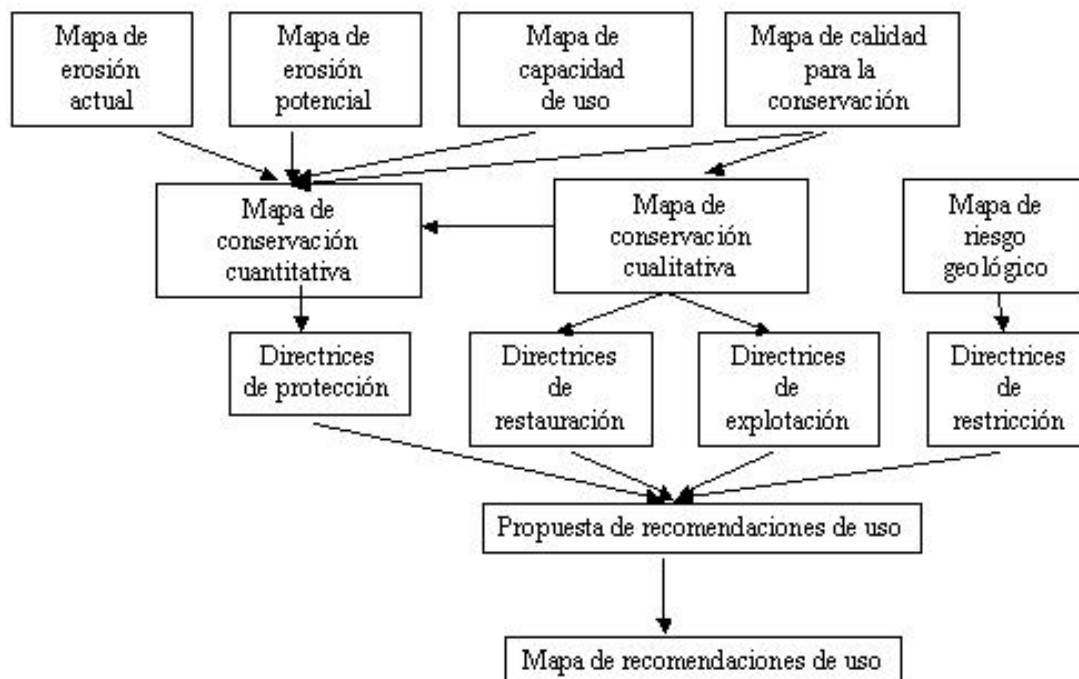 Mapa de
erosión
actual
Mapa de
erosión
potencial
Mapa de
capacidad
de uso
Mapa de calidad
para la
conservación
Mapa de
conservación
cuantitativa
Mapa de
conservación
cualitativa
Mapa de
riesgo
geológico
Directrices
de protección
Directrices
de
restauración
Directrices
de
explotación
Directrices
de
restricción
Propuesta de recomendaciones de uso
Mapa de recomendaciones de uso